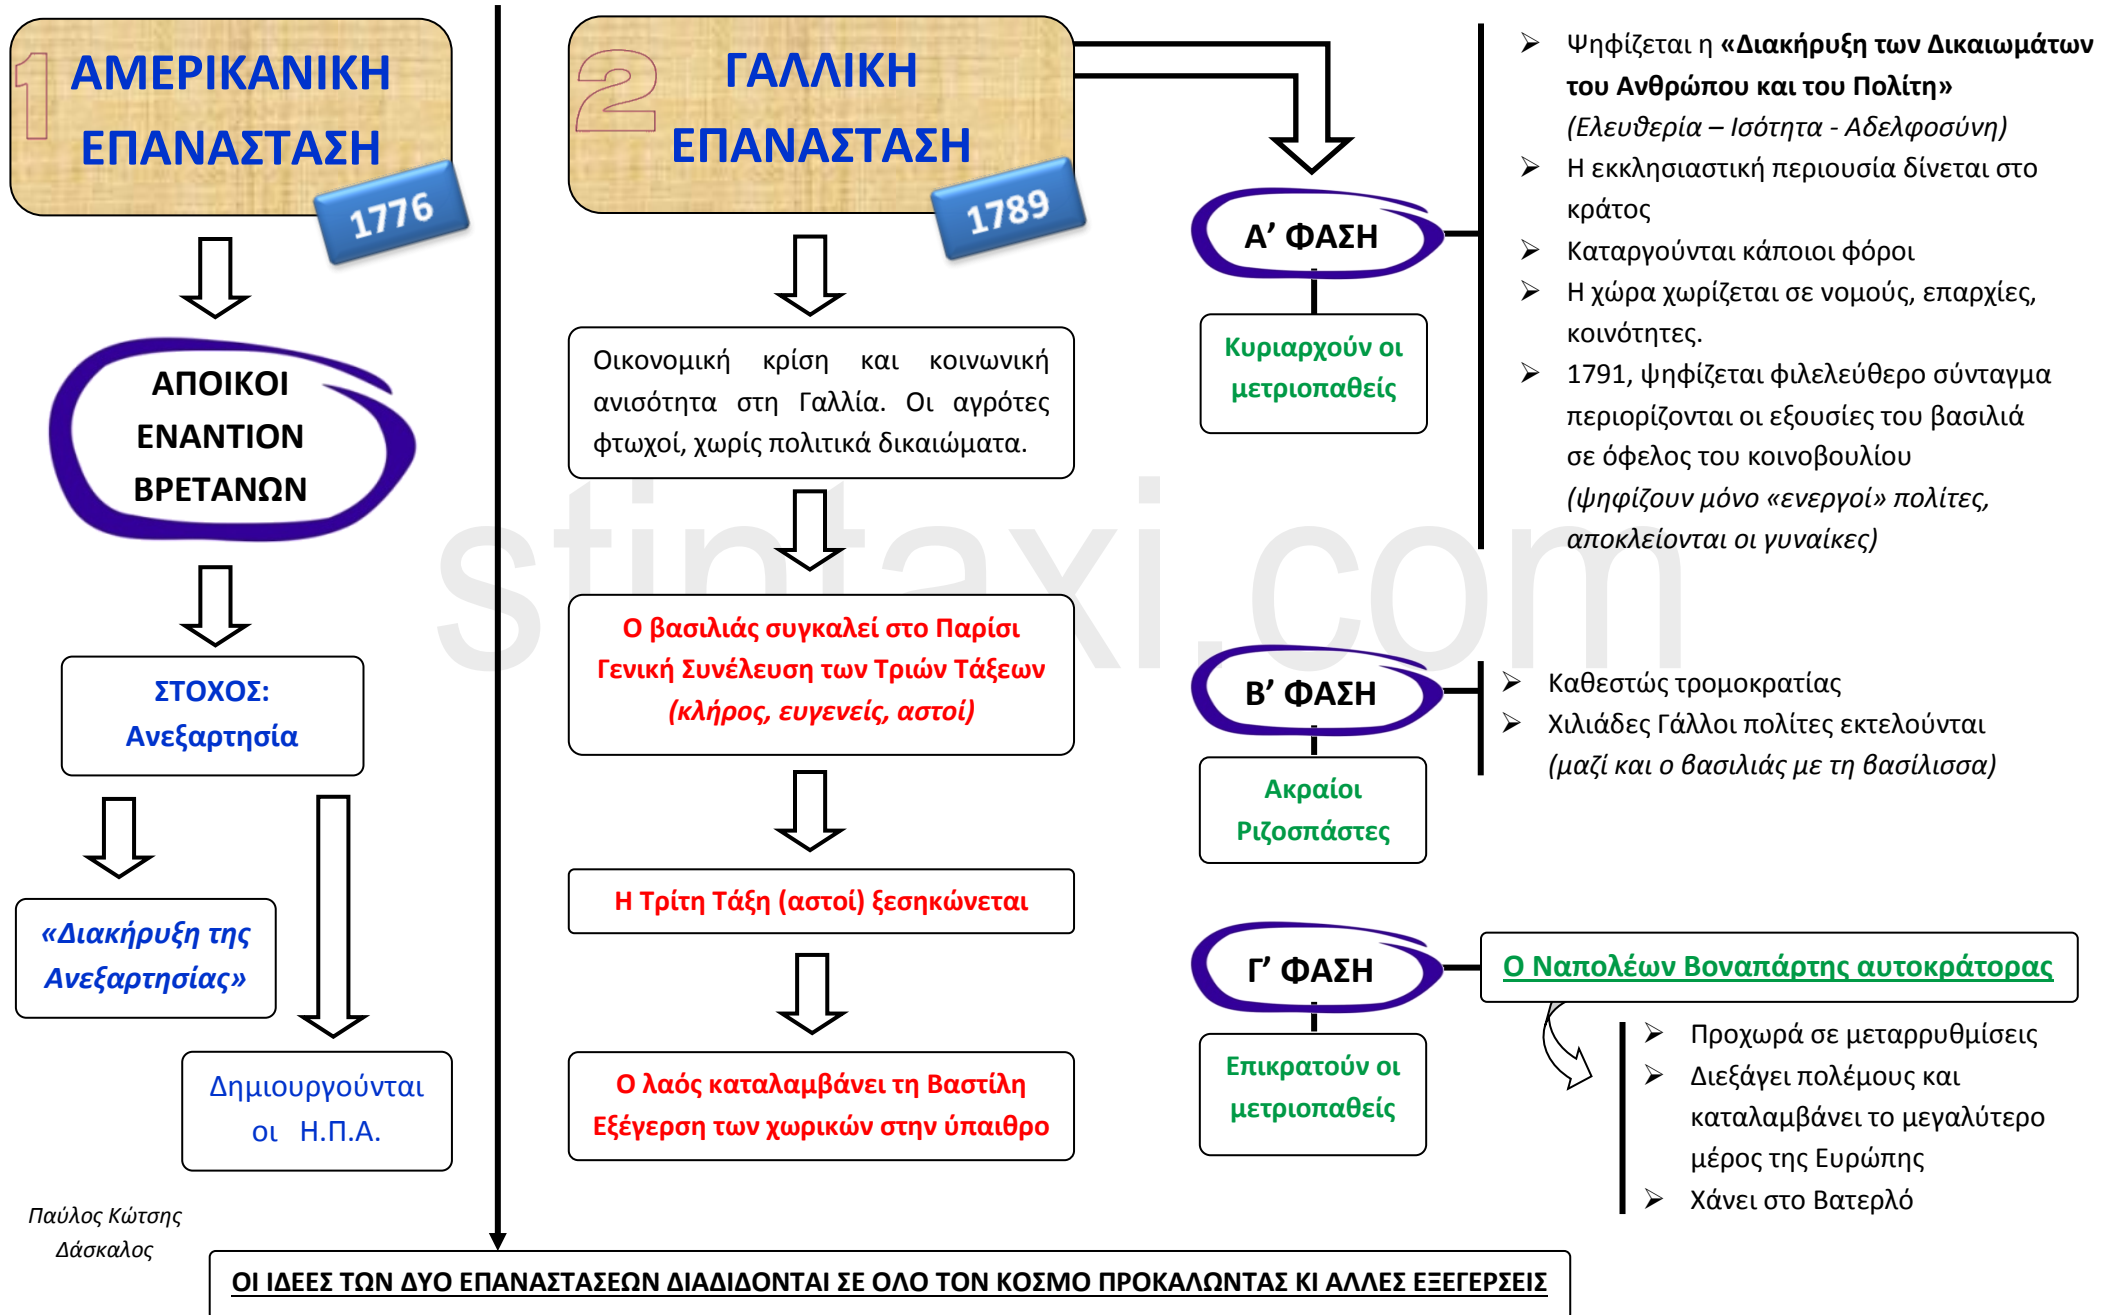 1
ΑΜΕΡΙΚΑΝΙΚΗ
ΕΠΑΝΑΣΤΑΣΗ
1776
ΑΠΟΙΚΟΙ
ΕΝΑΝΤΙΟΝ
ΒΡΕΤΑΝΩΝ
ΣΤΟΧΟΣ:
Ανεξαρτησία
«Διακήρυξη της
Ανεξαρτησίας»
Δημιουργούνται
οι Η.Π.Α.
Παύλος Κώτσης
Δάσκαλος
2
ΓΑΛΛΙΚΗ
ΕΠΑΝΑΣΤΑΣΗ
1789
Οικονομική κρίση και κοινωνική
ανισότητα στη Γαλλία. Οι αγρότες
φτωχοί, χωρίς πολιτικά δικαιώματα.
Ο βασιλιάς συγκαλεί στο Παρίσι
Γενική Συνέλευση των Τριών Τάξεων
(κλήρος, ευγενείς, αστοί)
Η Τρίτη Τάξη (αστοί) ξεσηκώνεται
Ο λαός καταλαμβάνει τη Βαστίλη
Εξέγερση των χωρικών στην ύπαιθρο
Α’ ΦΑΣΗ
Κυριαρχούν οι
μετριοπαθείς
➢ Ψηφίζεται η «Διακήρυξη των Δικαιωμάτων
του Ανθρώπου και του Πολίτη»
(Ελευθερία – Ισότητα - Αδελφοσύνη)
➢ Η εκκλησιαστική περιουσία δίνεται στο
κράτος
➢ Καταργούνται κάποιοι φόροι
➢ Η χώρα χωρίζεται σε νομούς, επαρχίες,
κοινότητες.
➢ 1791, ψηφίζεται φιλελεύθερο σύνταγμα
περιορίζονται οι εξουσίες του βασιλιά
σε όφελος του κοινοβουλίου
(ψηφίζουν μόνο «ενεργοί» πολίτες,
αποκλείονται οι γυναίκες)
Β’ ΦΑΣΗ
Ακραίοι
Ριζοσπάστες
➢ Καθεστώς τρομοκρατίας
➢ Χιλιάδες Γάλλοι πολίτες εκτελούνται
(μαζί και ο βασιλιάς με τη βασίλισσα)
Γ’ ΦΑΣΗ
Επικρατούν οι
μετριοπαθείς
Ο Ναπολέων Βοναπάρτης αυτοκράτορας
➢ Προχωρά σε μεταρρυθμίσεις
➢ Διεξάγει πολέμους και
καταλαμβάνει το μεγαλύτερο
μέρος της Ευρώπης
➢ Χάνει στο Βατερλό
ΟΙ ΙΔΕΕΣ ΤΩΝ ΔΥΟ ΕΠΑΝΑΣΤΑΣΕΩΝ ΔΙΑΔΙΔΟΝΤΑΙ ΣΕ ΟΛΟ ΤΟΝ ΚΟΣΜΟ ΠΡΟΚΑΛΩΝΤΑΣ ΚΙ ΑΛΛΕΣ ΕΞΕΓΕΡΣΕΙΣ
stintaxi.com